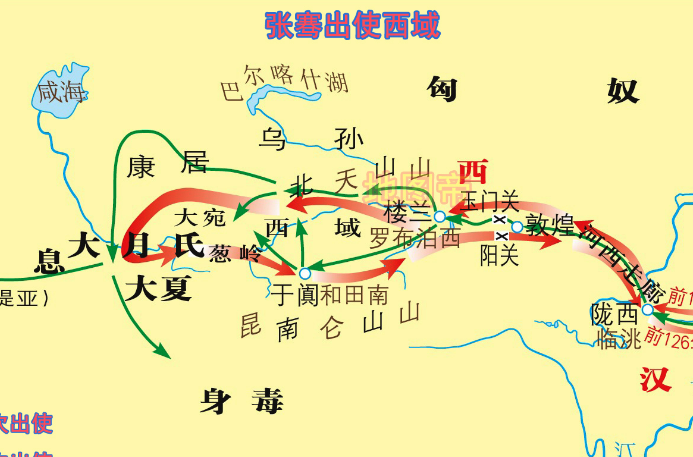 张骞出使西域
咸海
巴尔喀什湖
匈 奴
乌孙
康居
北 天 山 山
西
地图帝
玉门关
楼兰
敦煌
大宛
西 域
罗布泊西
阳关
河西走廊
息
大月氏
葱岭
大夏
于阗和田南
昆南仑山山
是亚）
陇西
临洮
前1
前126
汉
身毒
次出使
江